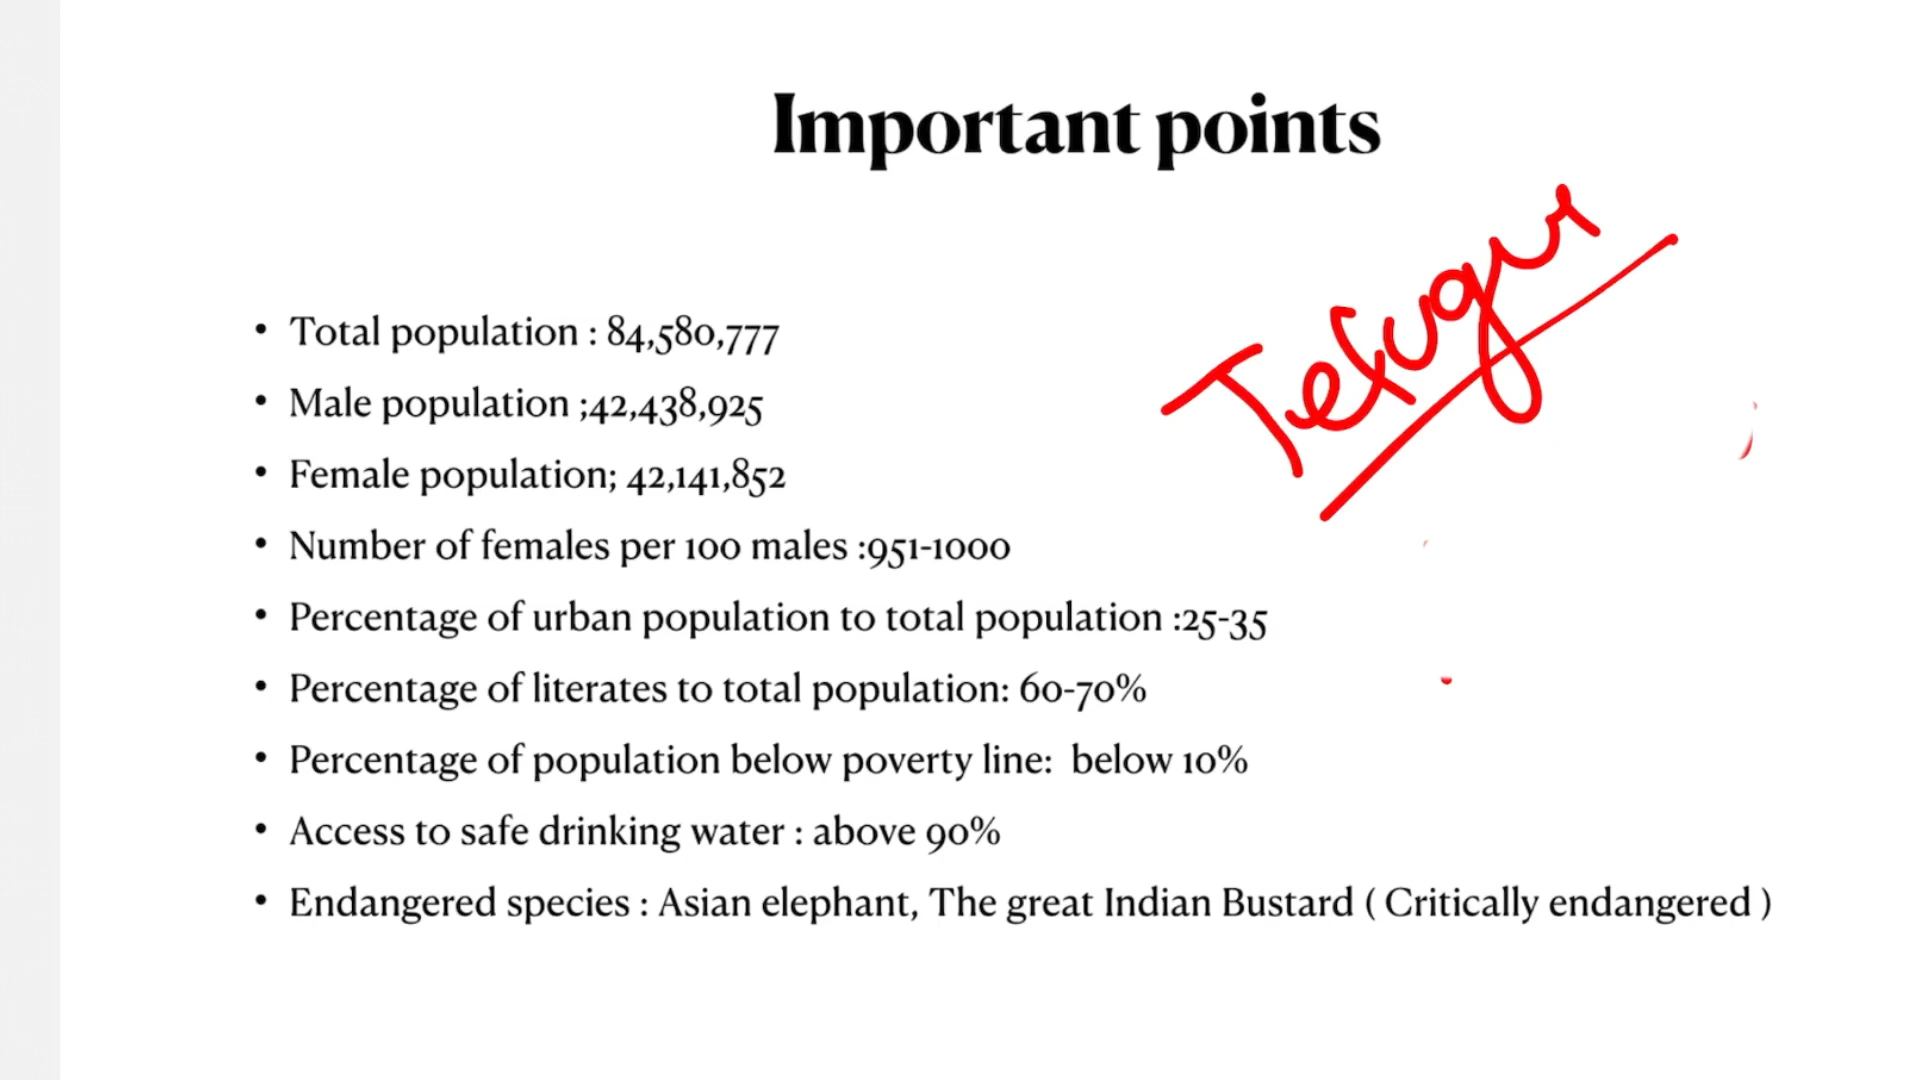 Important points
Telugu
• Total population : 84,580,777
• Male population ;42,438,925
• Female population; 42,141,852
• Number of females per 100 males :951-1000
• Percentage of urban population to total population :25-35
• Percentage of literates to total population: 60-70%
• Percentage of population below poverty line:  below 10%
• Access to safe drinking water : above 90%
• Endangered species : Asian elephant, The great Indian Bustard ( Critically endangered )